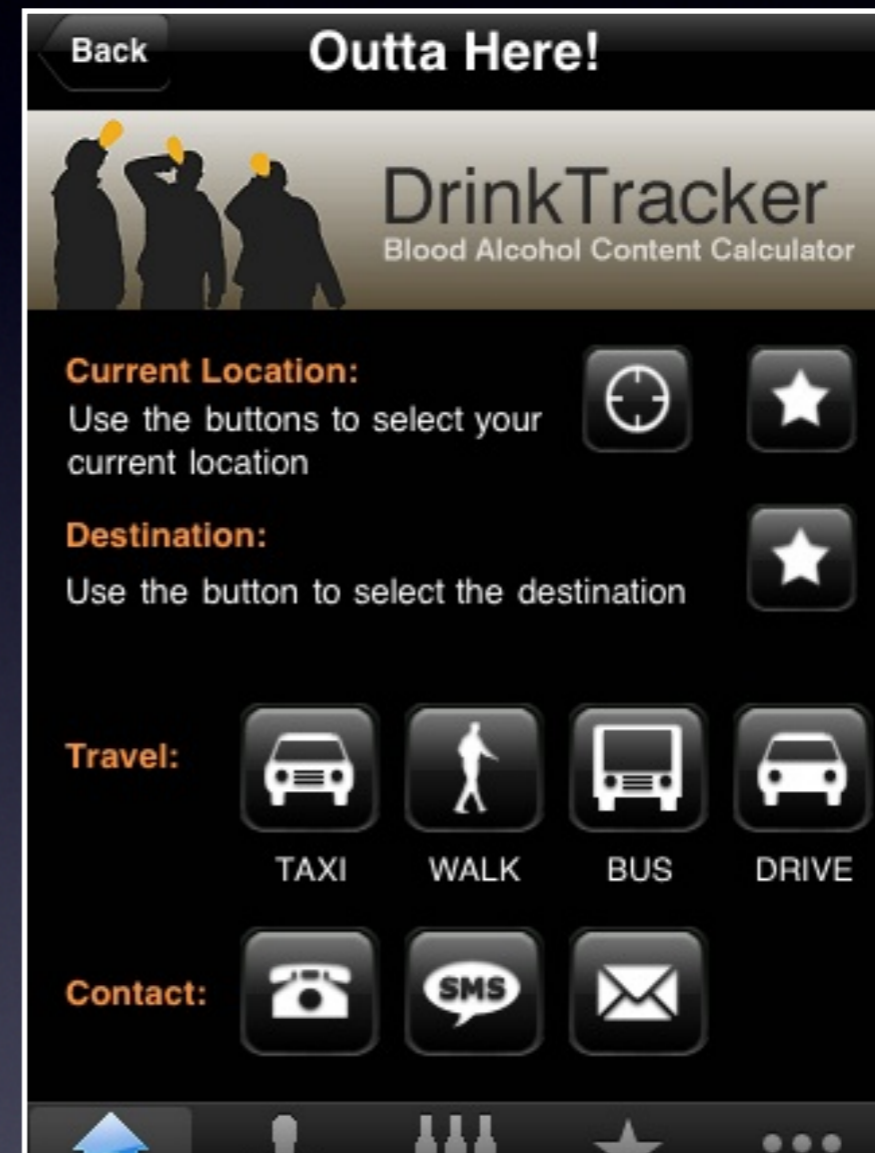 Back
Outta Here!
DrinkTracker
Blood Alcohol Content Calculator
Current Location:
Use the buttons to select your
current location
Destination:
Use the button to select the destination
Travel:
TAXI WALK BUS DRIVE
Contact:
SMS